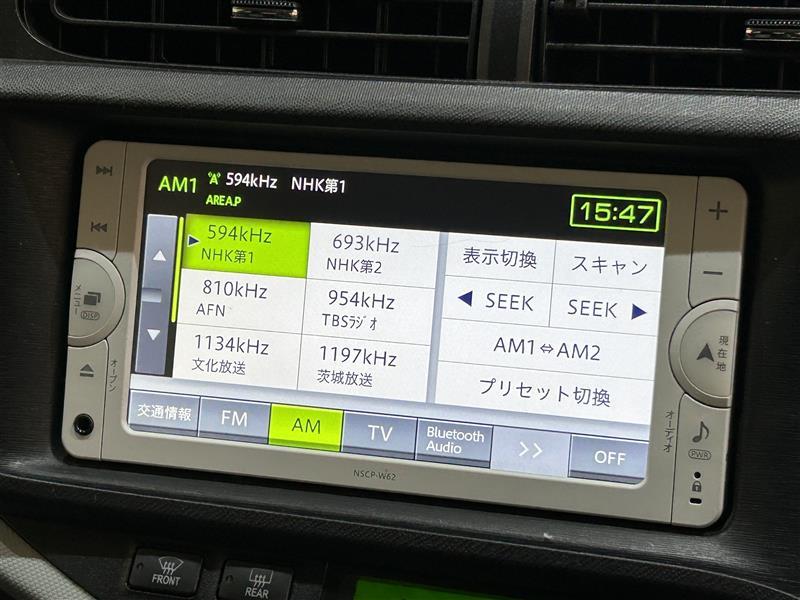 AM1 594kHz NHK第1
AREA.P
15:47
594kHz
NHK第1
693kHz
NHK第2
810kHz
AFN
954kHz
TBSﾗｼﾞｵ
1134kHz
文化放送
1197kHz
茨城放送
表示切換
スキャン
SEEK
SEEK
AM1⇔AM2
プリセット切換
交通情報
FM
AM
TV
Bluetooth
Audio
>>
OFF
メニュー
DISP
オープン
現在地
オーディオ
PWR
NSCP-W62
FRONT
REAR